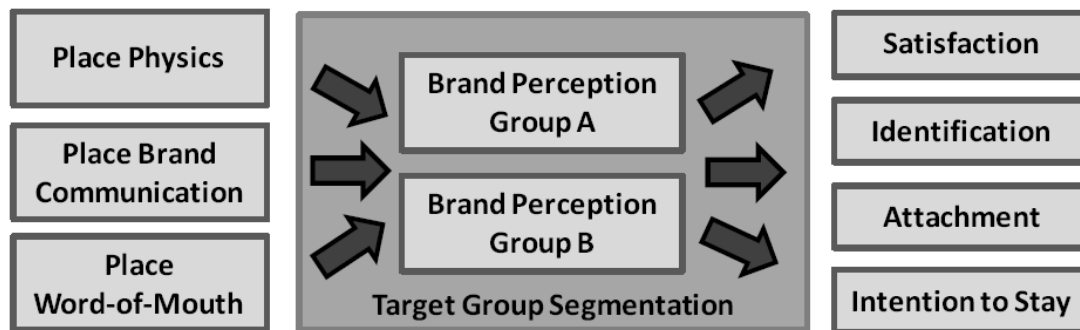 Place Physics
Place Brand
Communication
Place
Word-of-Mouth
Brand Perception
Group A
Brand Perception
Group B
Target Group Segmentation
Satisfaction
Identification
Attachment
Intention to Stay